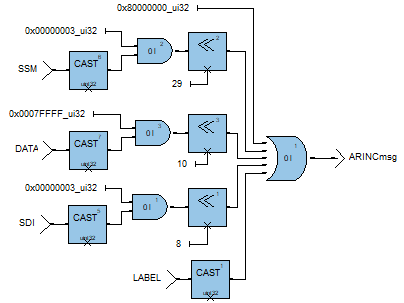 0x80000000_ui32
0x00000003_ui32
2
2
0 I
<<
6
CAST
SSM
uint32
29
0x0007FFFF_ui32
3
3
0 I
<<
7
CAST
DATA
uint32
1
0 I
ARINCmsg
10
0x00000003_ui32
1
1
0 I
<<
5
CAST
SDI
uint32
8
1
CAST
LABEL
uint32